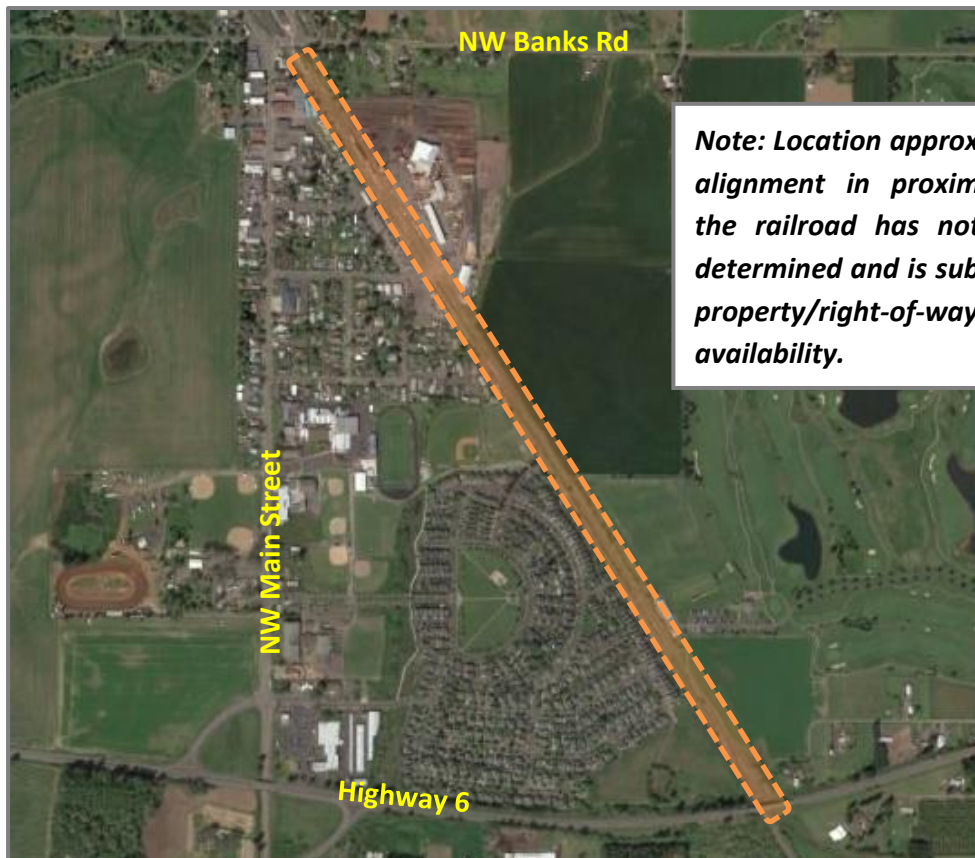 NW Banks Rd
Note: Location approx
alignment in proxim
the railroad has not
determined and is sub
property/right-of-way
availability.
NW Main Street
Highway 6